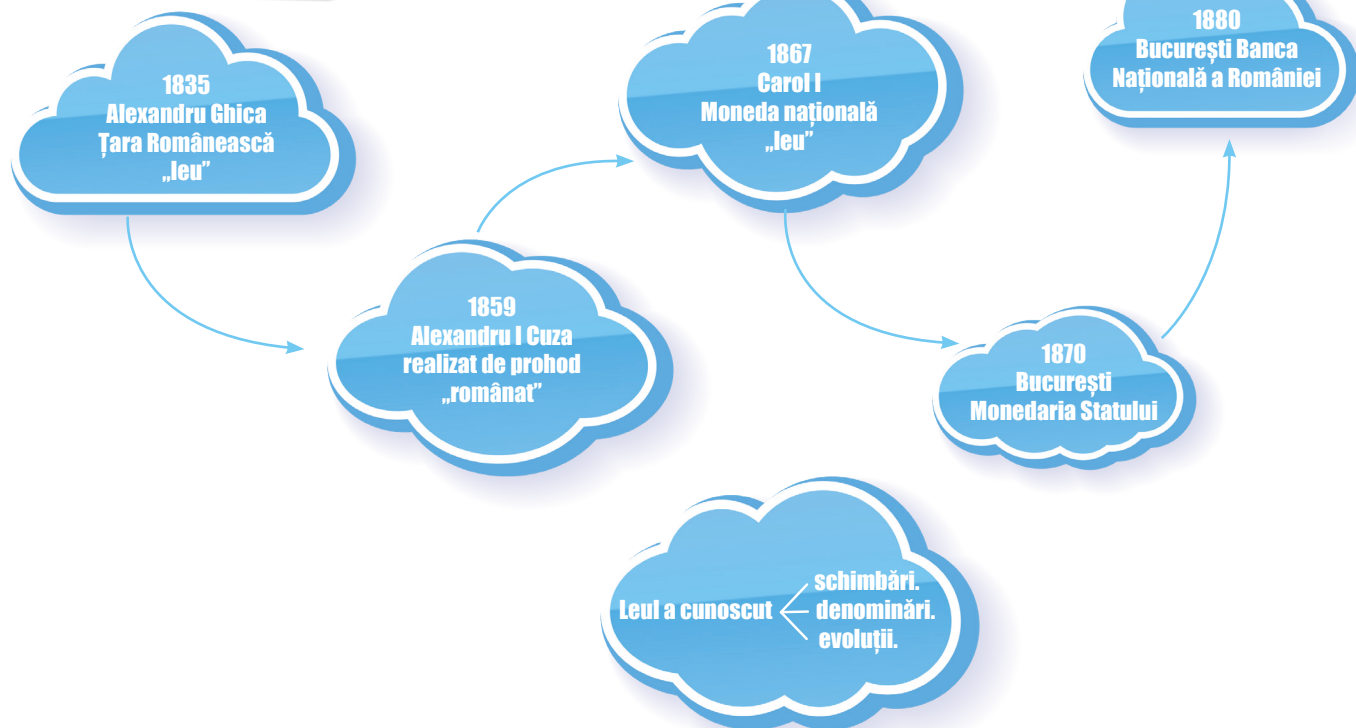 1835
Alexandru Ghica
Țara Românească
„leu”
1859
Alexandru I Cuza
realizat de prohod
„românat”
1867
Carol I
Moneda națională
„leu”
1870
București
Monedaria Statului
1880
București Banca
Națională a României
Leul a cunoscut
schimbări.
denominări.
evoluții.